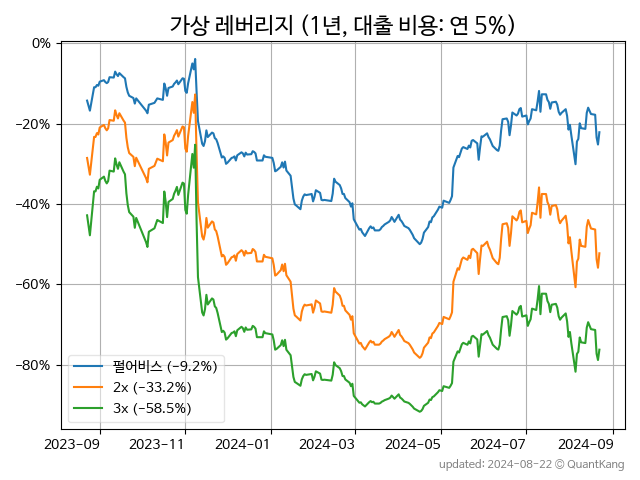 가상 레버리지 (1년, 대출 비용: 연 5%)
0%
−20%
−40%
−60%
−80%
펄어비스 (−9.2%)
2x (−33.2%)
3x (−58.5%)
2023−09 2023−11 2024−01 2024−03 2024−05 2024−07 2024−09
updated: 2024-08-22 © QuantKang